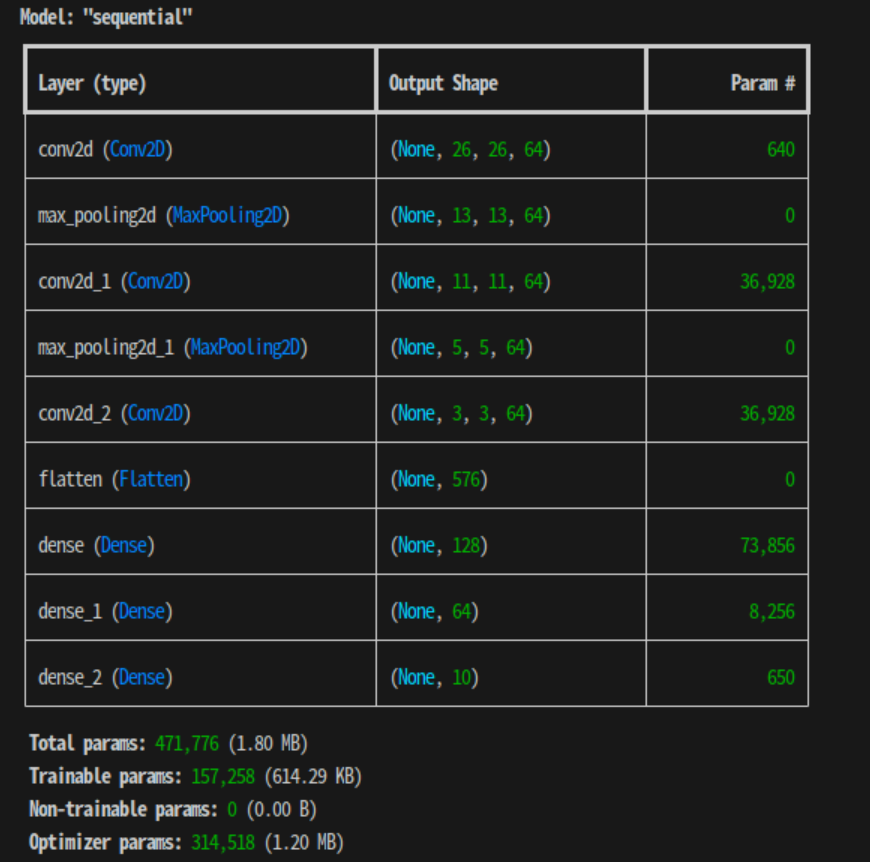 Model: "sequential"
Layer (type) Output Shape Param #
conv2d (Conv2D) (None, 26, 26, 64) 640
max_pooling2d (MaxPooling2D) (None, 13, 13, 64) 0
conv2d_1 (Conv2D) (None, 11, 11, 64) 36,928
max_pooling2d_1 (MaxPooling2D) (None, 5, 5, 64) 0
conv2d_2 (Conv2D) (None, 3, 3, 64) 36,928
flatten (Flatten) (None, 576) 0
dense (Dense) (None, 128) 73,856
dense_1 (Dense) (None, 64) 8,256
dense_2 (Dense) (None, 10) 650
Total params: 471,776 (1.80 MB)
Trainable params: 157,258 (614.29 KB)
Non-trainable params: 0 (0.00 B)
Optimizer params: 314,518 (1.20 MB)